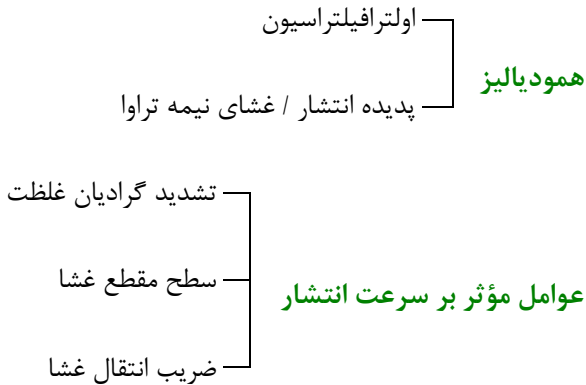 همودیالیز
اولترافیلتراسیون
پدیده انتشار / غشای نیمه تراوا
عوامل مؤثر بر سرعت انتشار
تشدید گرادیان غلظت
سطح مقطع غشا
ضریب انتقال غشا